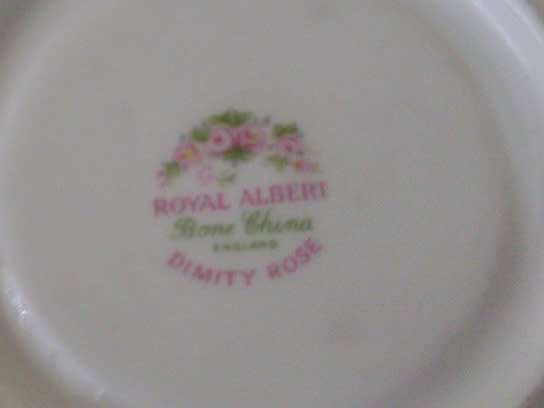 ROYAL ALBERT
Bone China
ENGLAND
DIMITY ROSE